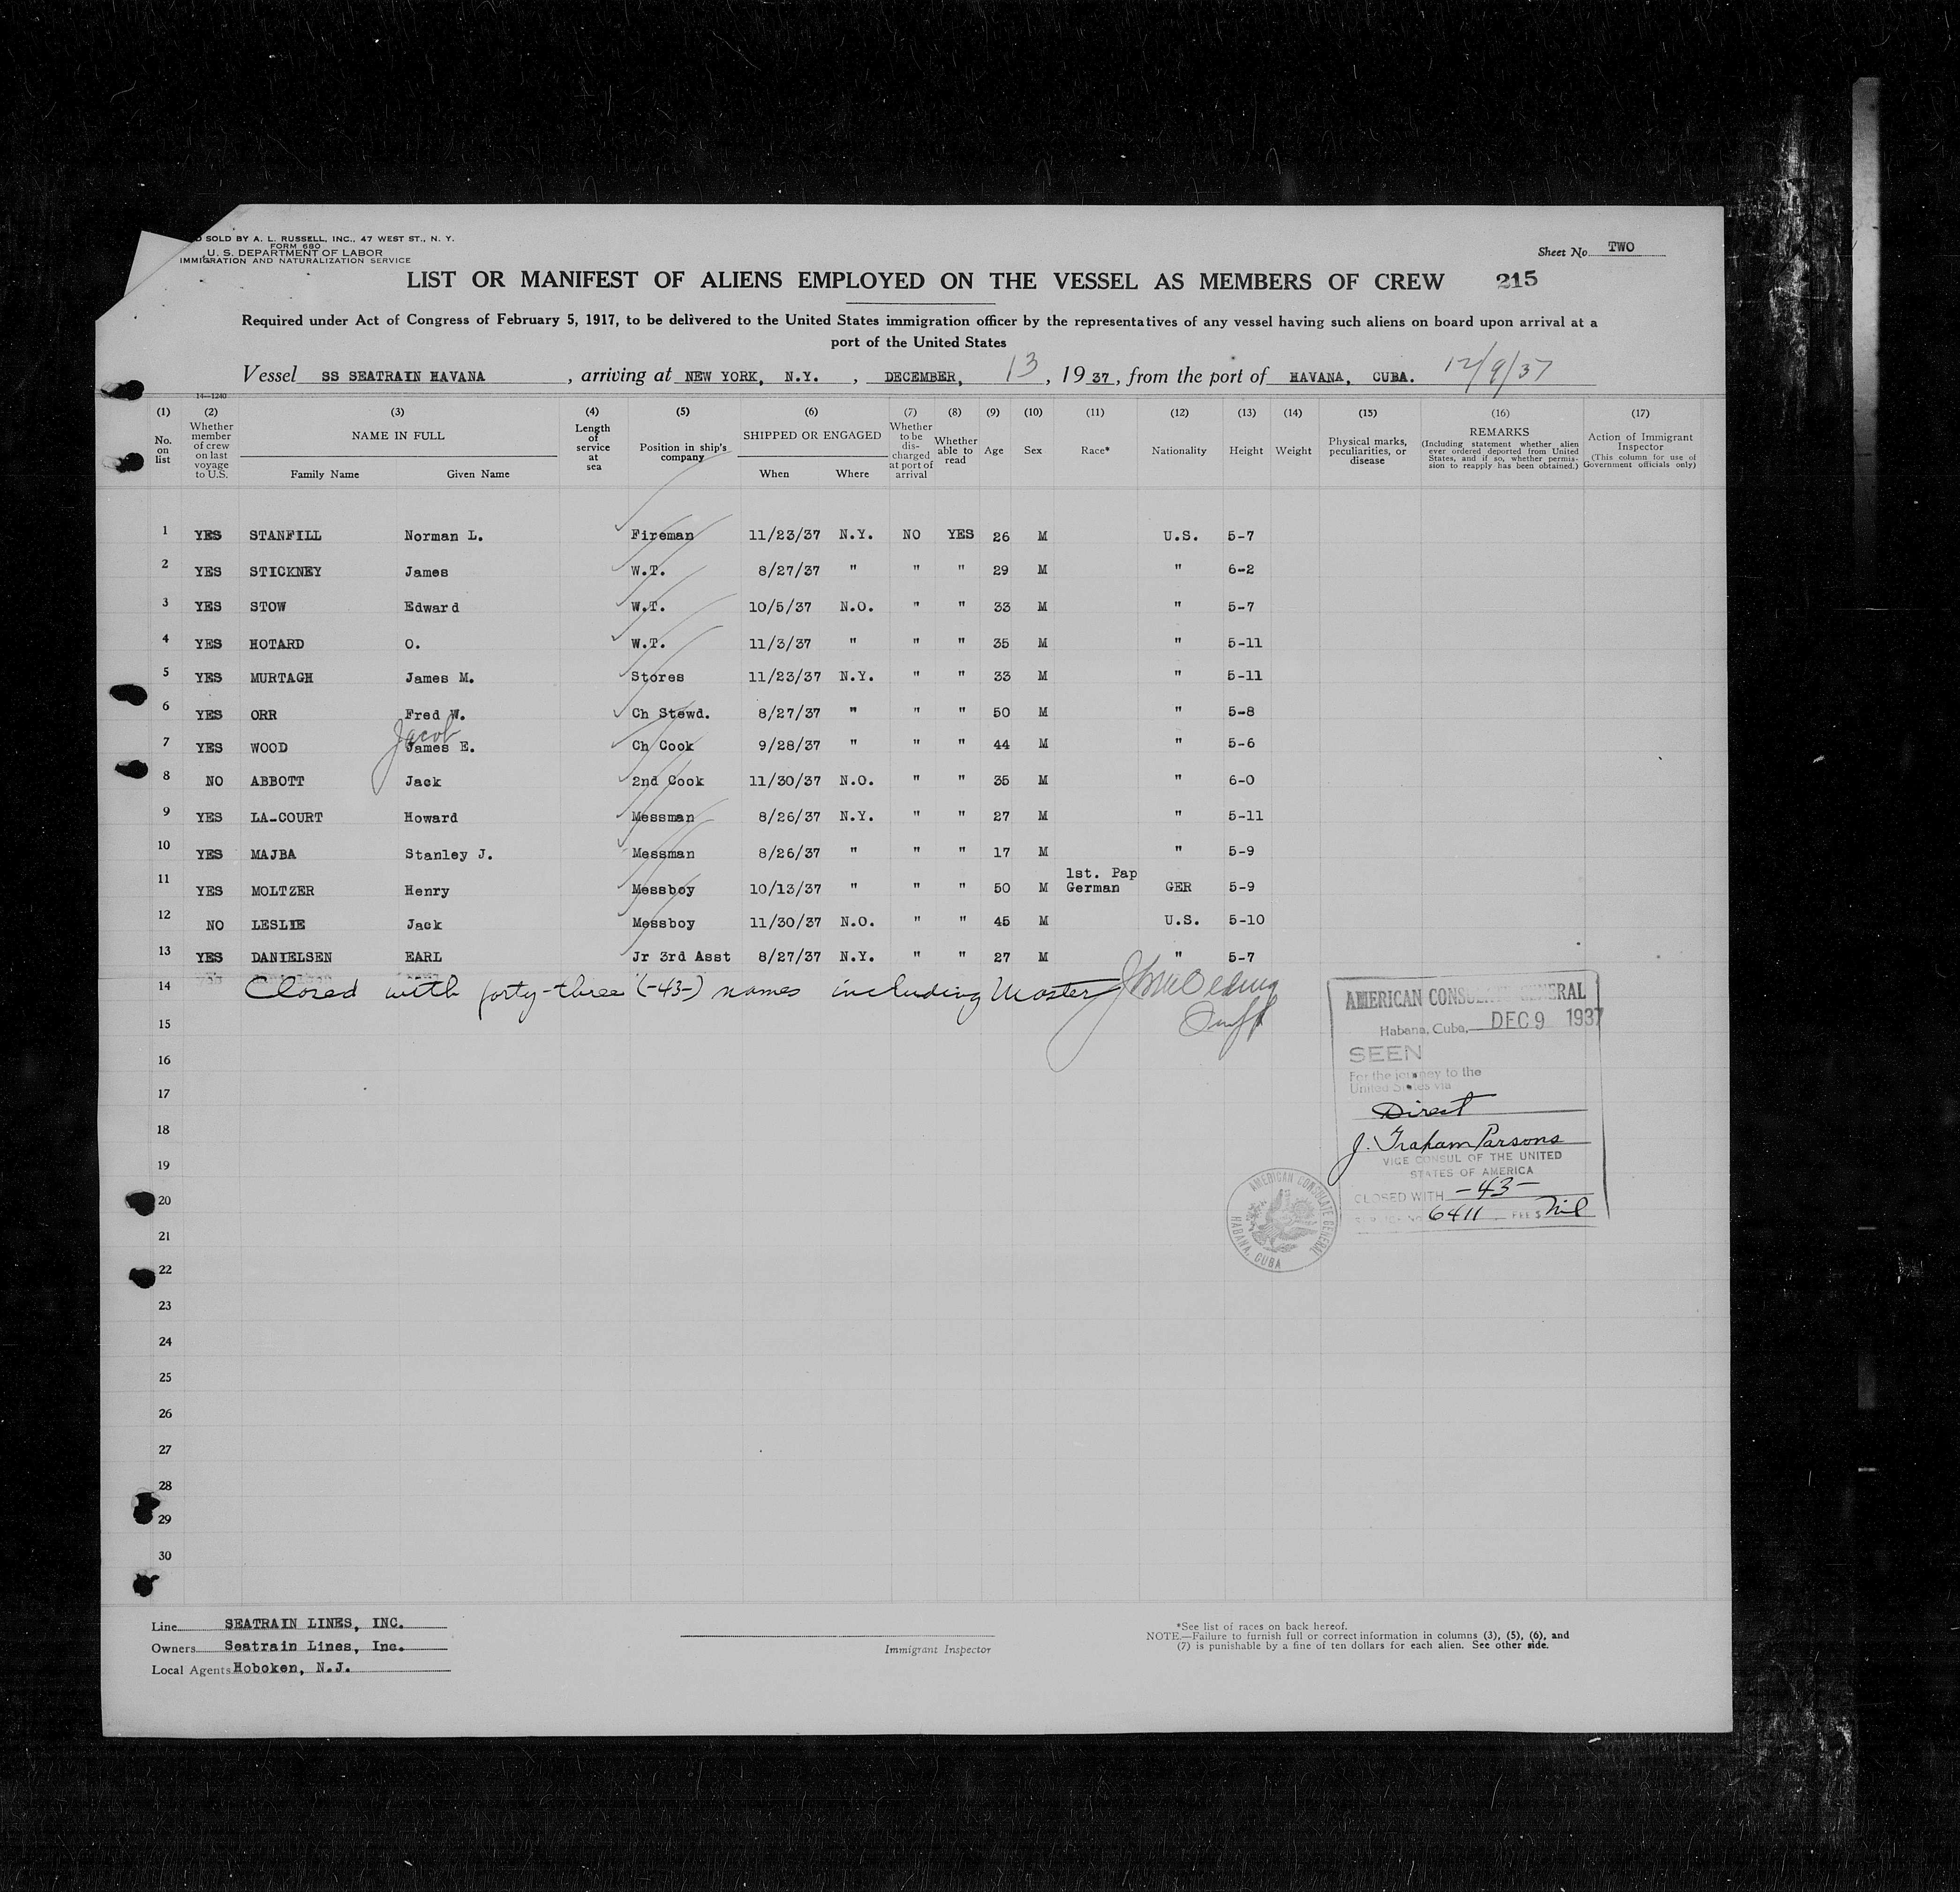 D SOLD BY A. L. RUSSELL, INC., 47 WEST ST., N. Y.
FORM 680
U. S. DEPARTMENT OF LABOR
IMMIGRATION AND NATURALIZATION SERVICE
Sheet No. TWO
LIST OR MANIFEST OF ALIENS EMPLOYED ON THE VESSEL AS MEMBERS OF CREW 215
Required under Act of Congress of February 5, 1917, to be delivered to the United States immigration officer by the representatives of any vessel having such aliens on board upon arrival at a
port of the United States
Vessel SS SEATRAIN HAVANA, arriving at NEW YORK, N.Y., DECEMBER, 13, 1937, from the port of HAVANA, CUBA. 12/9/37
14—1240
(1) (2) (3) (4) (5) (6) (7) (8) (9) (10) (11) (12) (13) (14) (15) (16) (17)
No. on list
Whether member of crew on last voyage to U.S.
NAME IN FULL
Family Name Given Name
Length of service at sea
Position in ship's company
SHIPPED OR ENGAGED
When Where
Whether to be discharged at port of arrival
Whether able to read
Age
Sex
Race*
Nationality
Height
Weight
Physical marks, peculiarities, or disease
REMARKS
(Including statement whether alien ever ordered deported from United States, and if so, whether permission to reapply has been obtained.)
Action of Immigrant Inspector
(This column for use of Government officials only)
1 YES STANFILL Norman L. Fireman 11/23/37 N.Y. NO YES 26 M U.S. 5-7
2 YES STICKNEY James W.T. 8/27/37 " " " 29 M " 6-2
3 YES STOW Edward W.T. 10/5/37 N.O. " " 33 M " 5-7
4 YES HOTARD O. W.T. 11/3/37 " " " 35 M " 5-11
5 YES MURTAGH James M. Stores 11/23/37 N.Y. " " 33 M " 5-11
6 YES ORR Fred W. Ch Stewd. 8/27/37 " " " 50 M " 5-8
Jacob
7 YES WOOD James E. Ch Cook 9/28/37 " " " 44 M " 5-6
8 NO ABBOTT Jack 2nd Cook 11/30/37 N.O. " " 35 M " 6-0
9 YES LA-COURT Howard Messman 8/26/37 N.Y. " " 27 M " 5-11
10 YES MAJBA Stanley J. Messman 8/26/37 " " " 17 M " 5-9
1st. Pap
11 YES MOLTZER Henry Messboy 10/13/37 " " " 50 M German GER 5-9
12 NO LESLIE Jack Messboy 11/30/37 N.O. " " 45 M U.S. 5-10
13 YES DANIELSEN EARL Jr 3rd Asst 8/27/37 N.Y. " " 27 M " 5-7
14 Closed with forty-three (-43-) names including Master
15
16
17
18
19
20
21
22
23
24
25
26
27
28
29
30
AMERICAN CONSULATE GENERAL
Habana, Cuba, DEC 9 1937
SEEN
For the journey to the
United States via
Direct
J. Graham Parsons
VICE CONSUL OF THE UNITED
STATES OF AMERICA
CLOSED WITH -43-
6411 FEE $ Nil
AMERICAN CONSULATE GENERAL
HABANA, CUBA
Line SEATRAIN LINES, INC.
Owners Seatrain Lines, Inc.
Local Agents Hoboken, N.J.
Immigrant Inspector
*See list of races on back hereof.
NOTE.—Failure to furnish full or correct information in columns (3), (5), (6), and
(7) is punishable by a fine of ten dollars for each alien. See other side.